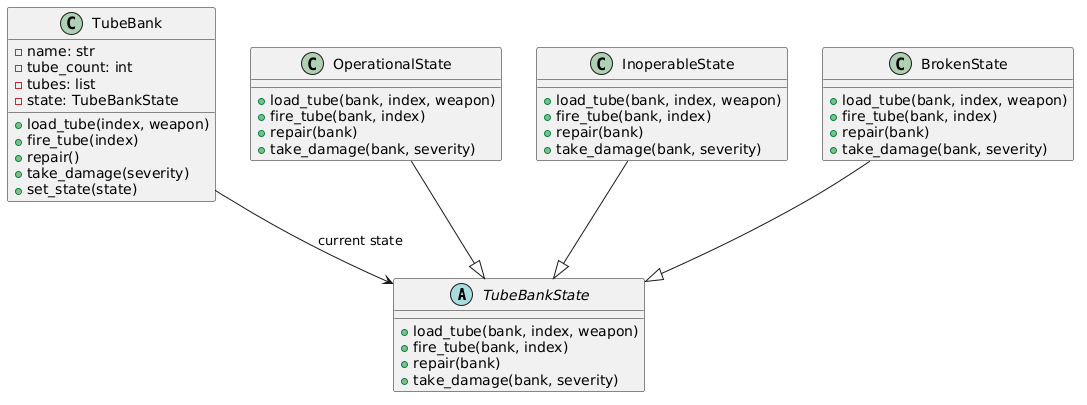 C TubeBank
name: str
tube_count: int
tubes: list
state: TubeBankState
load_tube(index, weapon)
fire_tube(index)
repair()
take_damage(severity)
set_state(state)
C OperationalState
load_tube(bank, index, weapon)
fire_tube(bank, index)
repair(bank)
take_damage(bank, severity)
C InoperableState
load_tube(bank, index, weapon)
fire_tube(bank, index)
repair(bank)
take_damage(bank, severity)
C BrokenState
load_tube(bank, index, weapon)
fire_tube(bank, index)
repair(bank)
take_damage(bank, severity)
current state
A TubeBankState
load_tube(bank, index, weapon)
fire_tube(bank, index)
repair(bank)
take_damage(bank, severity)